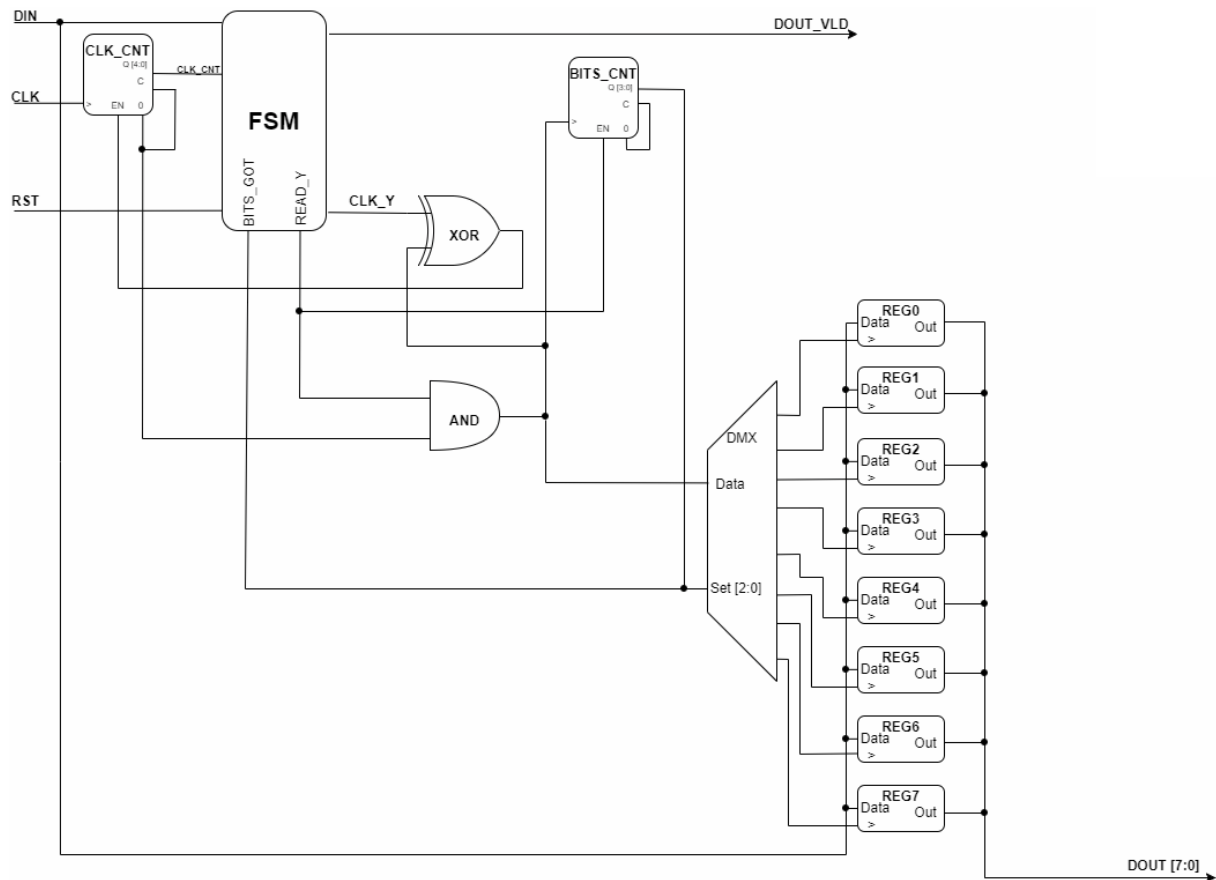 DIN
DOUT_VLD
CLK_CNT
Q [4:0]
C
CLK_CNT
CLK
>
EN
0
FSM
BITS_CNT
Q [3:0]
C
>
EN
0
BITS_GOT
READ_Y
RST
CLK_Y
XOR
AND
DMX
Data
Set [2:0]
REG0
Data
Out
>
REG1
Data
Out
>
REG2
Data
Out
>
REG3
Data
Out
>
REG4
Data
Out
>
REG5
Data
Out
>
REG6
Data
Out
>
REG7
Data
Out
>
DOUT [7:0]